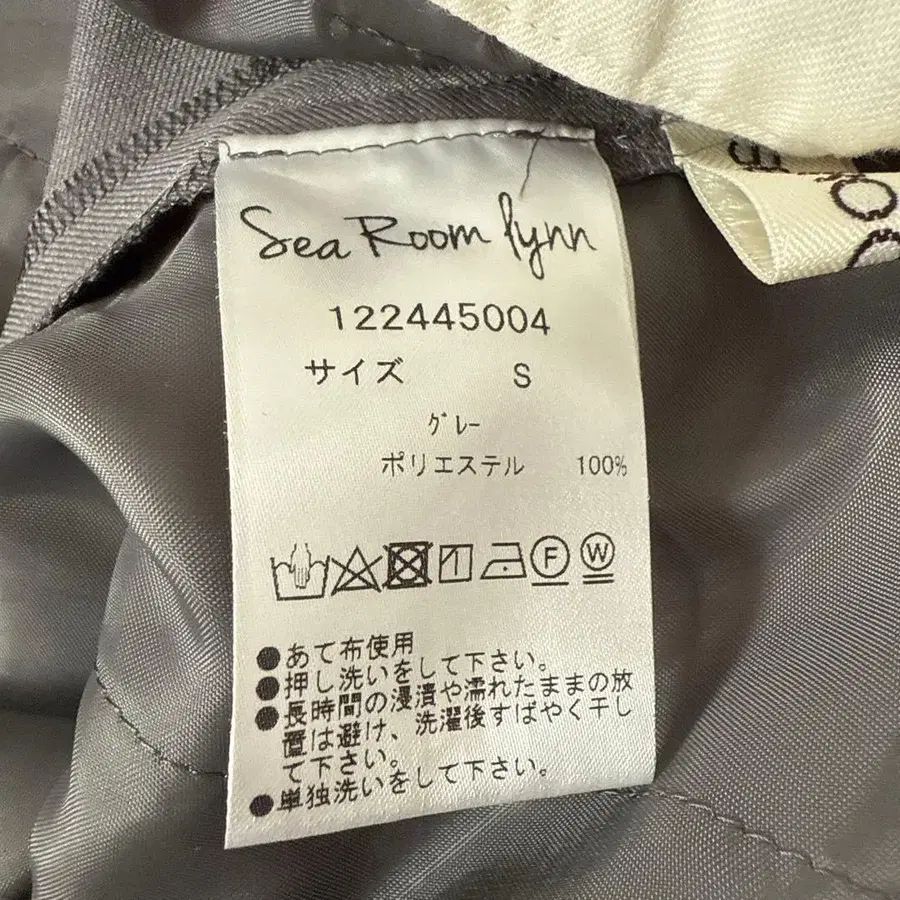 Sea Room lynn
122445004
サイズ S
グレー
ポリエステル 100%
F W
●あて布使用
●押し洗いをして下さい。
●長時間の浸漬や濡れたままの放
置は避け、洗濯後すばやく干し
て下さい。
●単独洗いをして下さい。